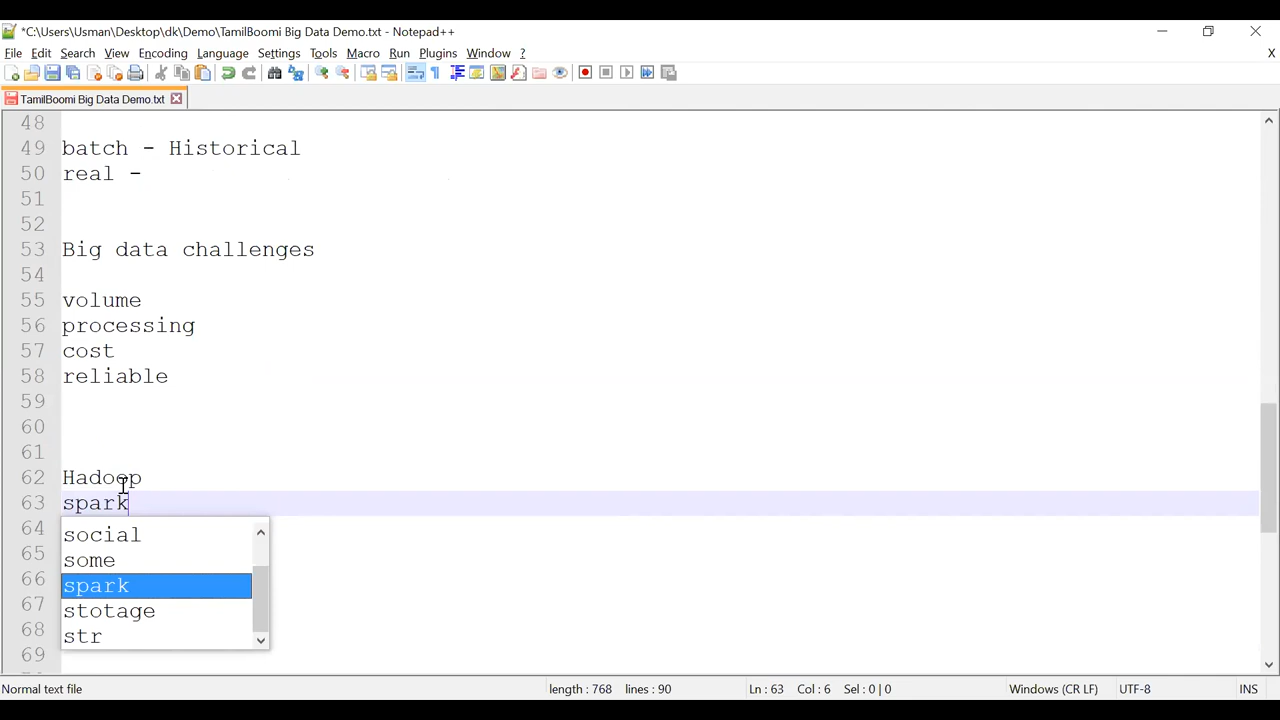 *C:\Users\Usman\Desktop\dk\Demo\TamilBoomi Big Data Demo.txt - Notepad++
File Edit Search View Encoding Language Settings Tools Macro Run Plugins Window ? X
TamilBoomi Big Data Demo.txt
48
49 batch - Historical
50 real -
51
52
53 Big data challenges
54
55 volume
56 processing
57 cost
58 reliable
59
60
61
62 Hadoop
63 spark
64 social
65 some
66 spark
67 stotage
68 str
69
Normal text file length : 768 lines : 90 Ln : 63 Col : 6 Sel : 0 | 0 Windows (CR LF) UTF-8 INS